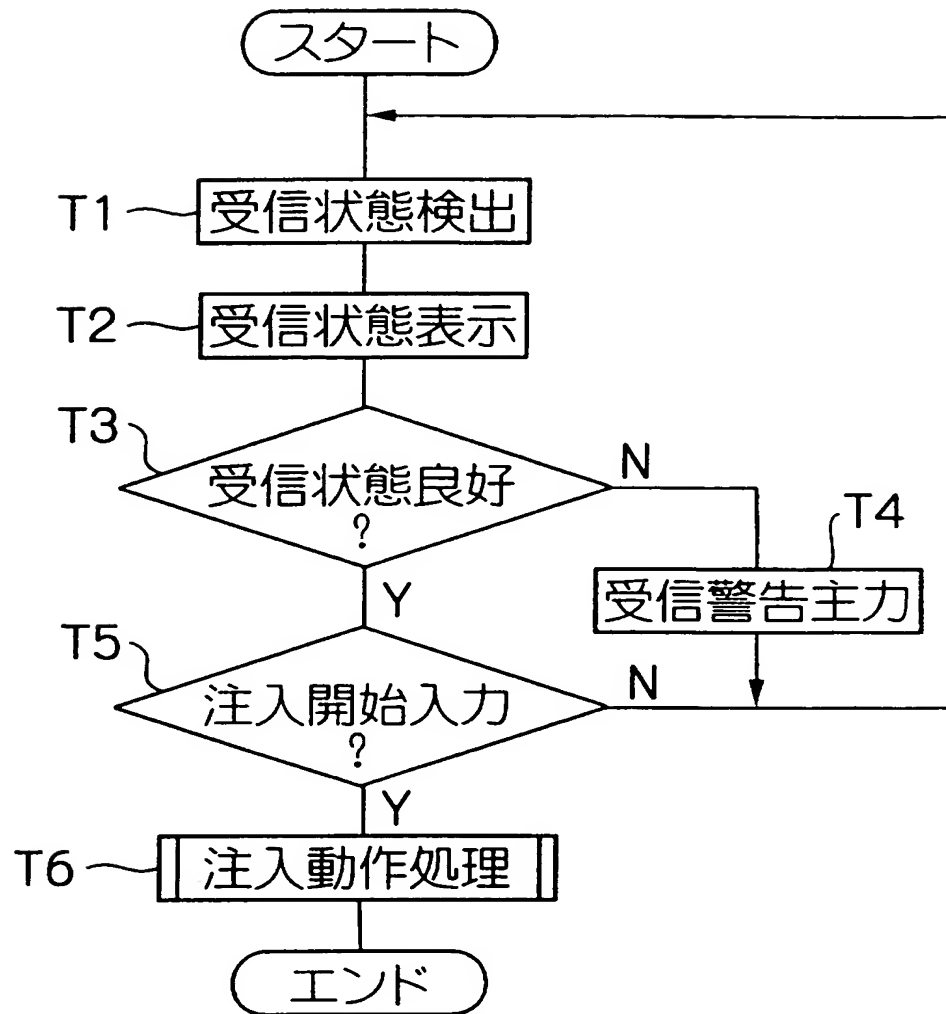 スタート
T1
受信状態検出
T2
受信状態表示
T3
受信状態良好
?
N
Y
T4
受信警告主力
T5
注入開始入力
?
N
Y
T6
注入動作処理
エンド